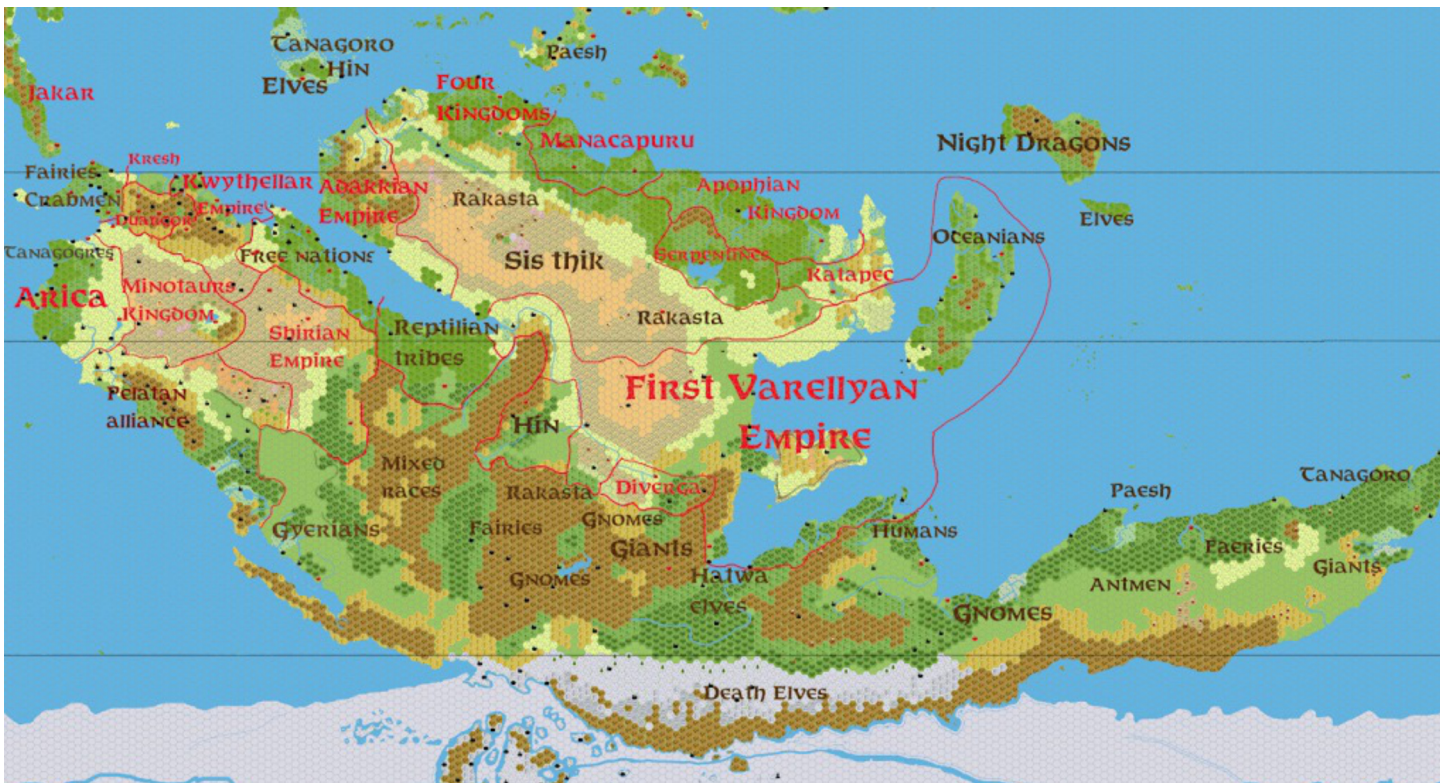 Tanagoro
Hin
Elves
Paesh
Jakar
Four
Kingdoms
Manacapuru
Night Dragons
Fairies
Crabmen
Kresh
Kwythellar
Empire
Adakkian
Empire
Rakasta
Apophian
Kingdom
Elves
Tanagogres
Free nations
Sis thik
Serpentines
Katapec
Oceanians
Arica
Minotaurs
Kingdom
Sbirian
Empire
Reptilian
tribes
Rakasta
Pelatan
alliance
First Varellyan
Empire
Hin
Mixed
races
Rakasta
Diverga
Gyerians
Fairies
Gnomes
Giants
Gnomes
Haiwa
elves
Humans
Gnomes
Paesh
Tanagoro
Faeries
Giants
Antmen
Death Elves